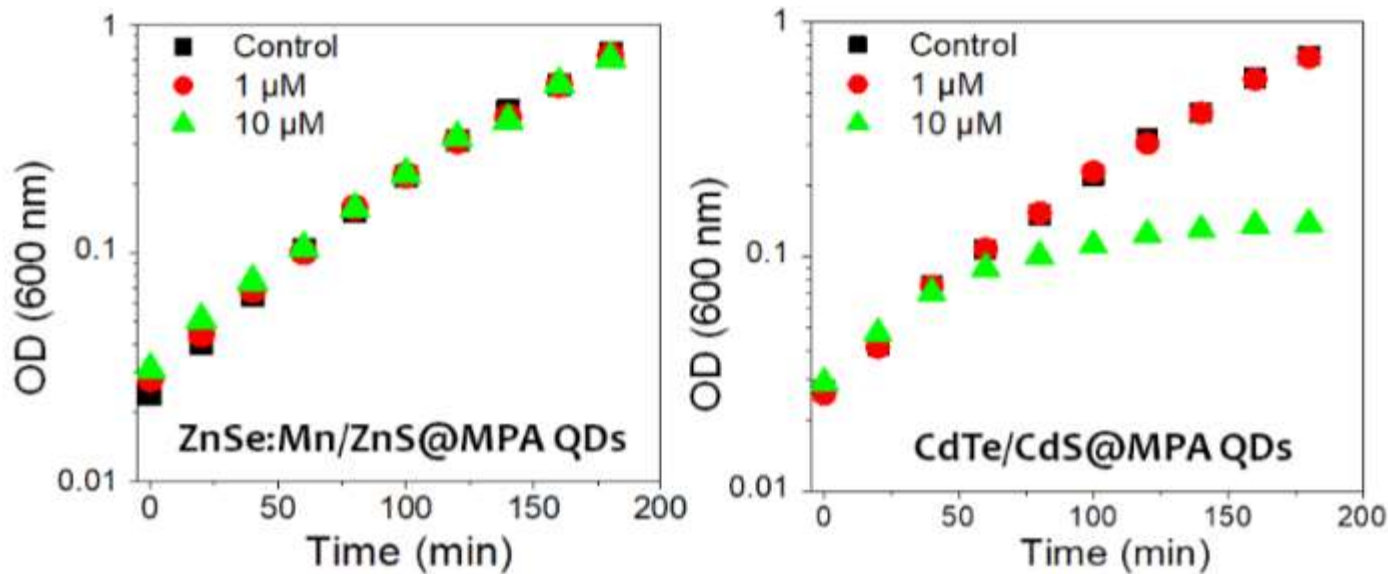 1
Control
1 µM
10 µM
0.1
0.01
OD (600 nm)
ZnSe:Mn/ZnS@MPA QDs
0
50
100
150
200
Time (min)
1
Control
1 µM
10 µM
0.1
0.01
OD (600 nm)
CdTe/CdS@MPA QDs
0
50
100
150
200
Time (min)